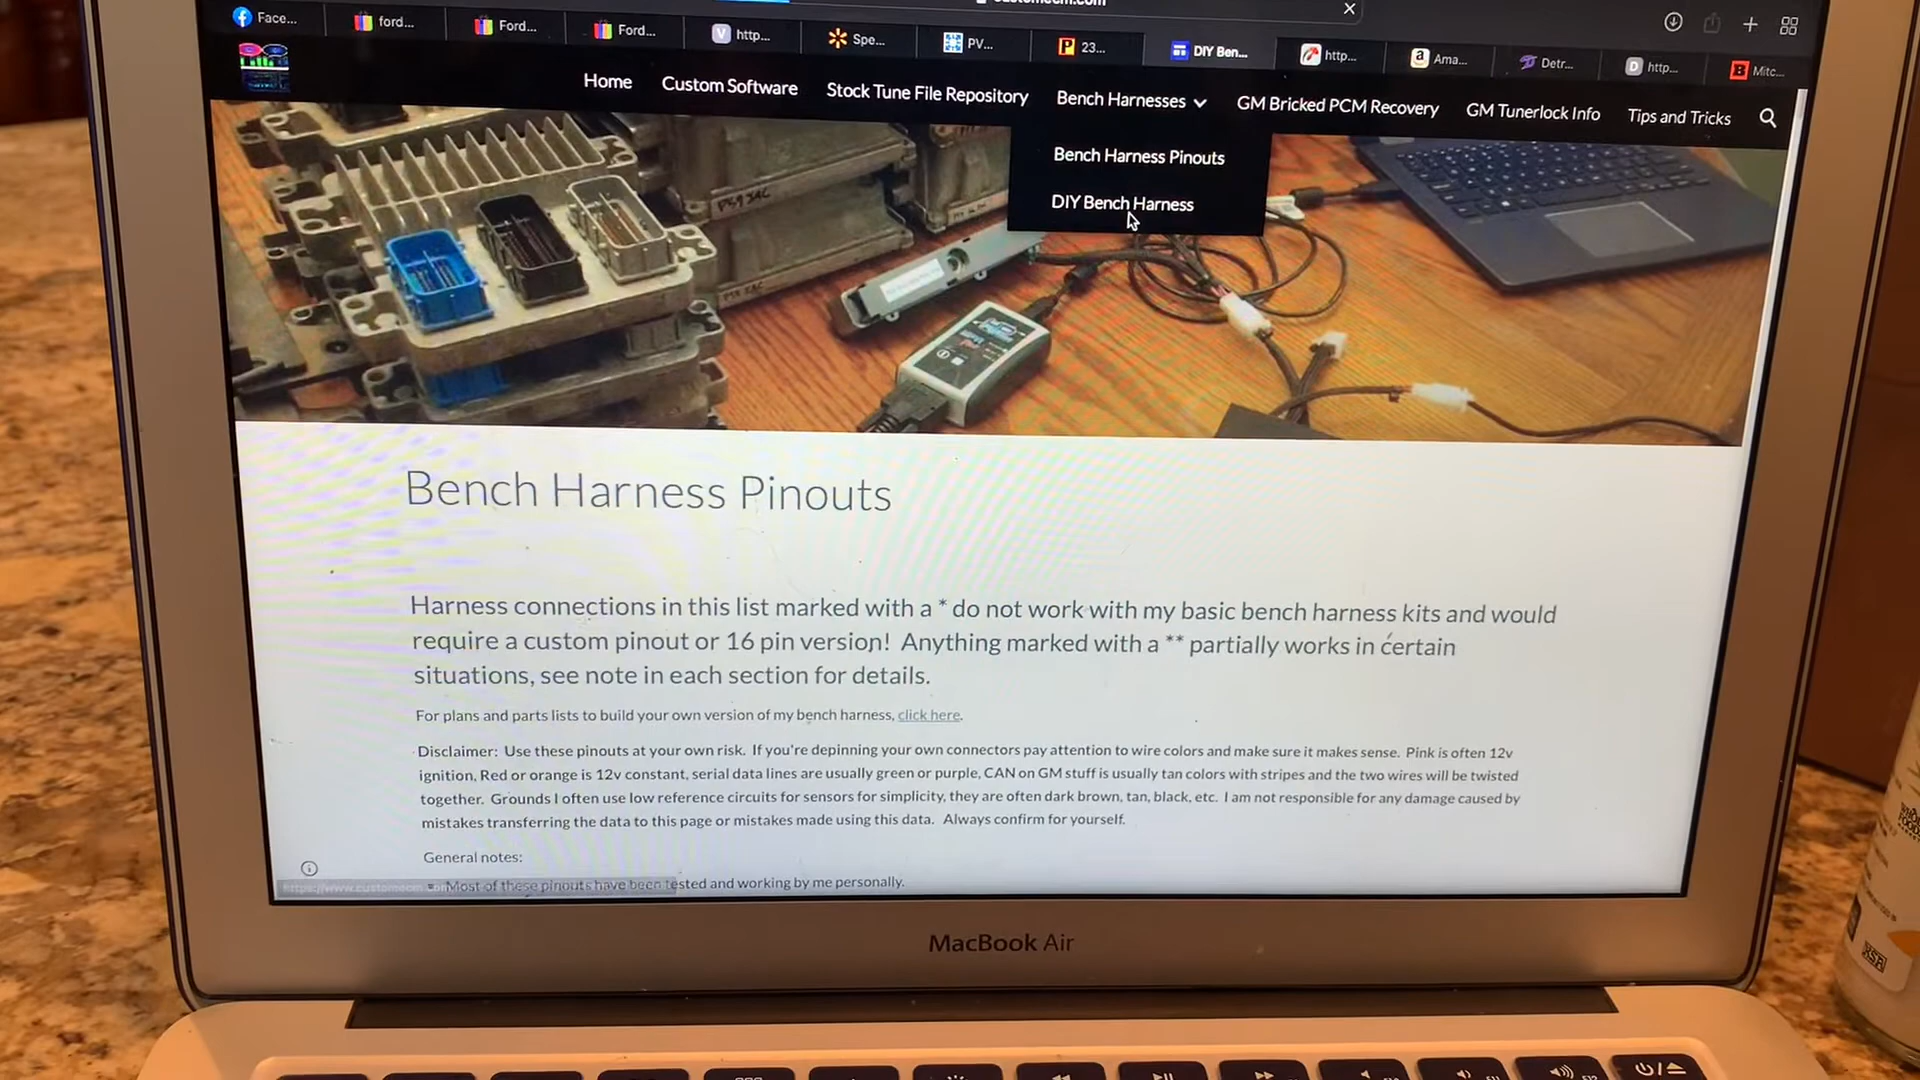 customecm.com
Face...
ford...
Ford...
Ford...
http...
Spe...
PV...
23...
DIY Ben...
http...
Ama...
Detr...
http...
Mitc...
Home
Custom Software
Stock Tune File Repository
Bench Harnesses
GM Bricked PCM Recovery
GM Tunerlock Info
Tips and Tricks
Bench Harness Pinouts
DIY Bench Harness
Bench Harness Pinouts
Harness connections in this list marked with a * do not work with my basic bench harness kits and would
require a custom pinout or 16 pin version! Anything marked with a ** partially works in certain
situations, see note in each section for details.
For plans and parts lists to build your own version of my bench harness, click here.
Disclaimer: Use these pinouts at your own risk. If you're depinning your own connectors pay attention to wire colors and make sure it makes sense. Pink is often 12v
ignition, Red or orange is 12v constant, serial data lines are usually green or purple, CAN on GM stuff is usually tan colors with stripes and the two wires will be twisted
together. Grounds I often use low reference circuits for sensors for simplicity, they are often dark brown, tan, black, etc. I am not responsible for any damage caused by
mistakes transferring the data to this page or mistakes made using this data. Always confirm for yourself.
General notes:
Most of these pinouts have been tested and working by me personally.
MacBook Air